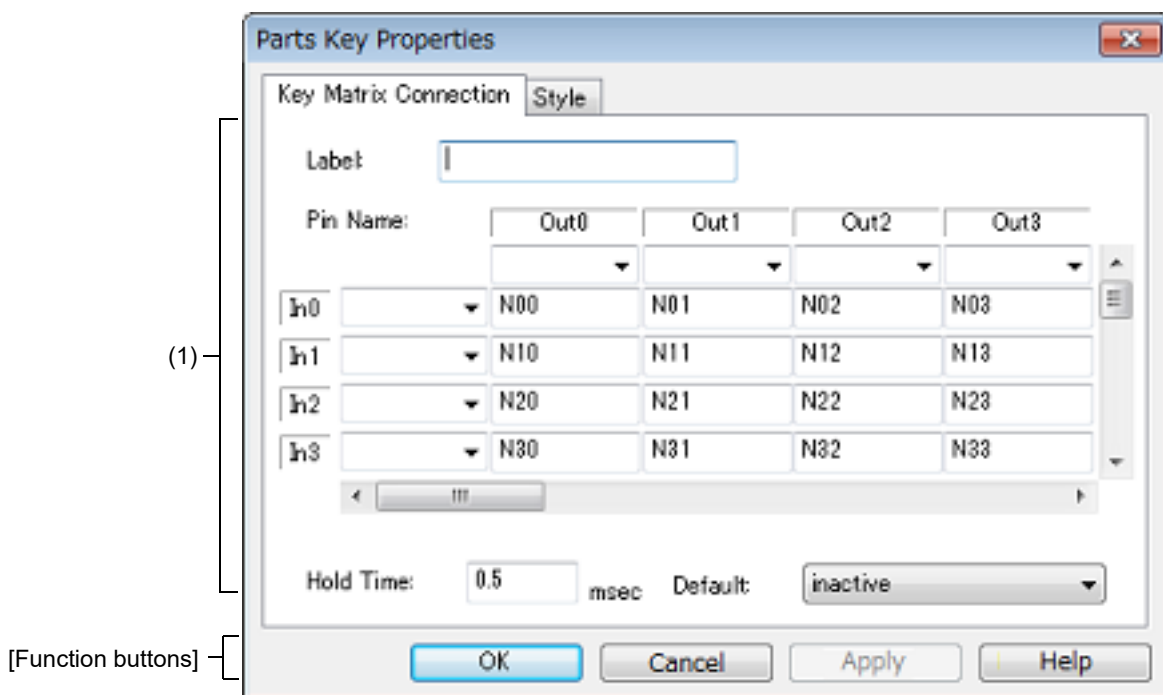 Parts Key Properties
Key Matrix Connection Style
Label:
Pin Name: Out0 Out1 Out2 Out3
In0 N00 N01 N02 N03
(1)
In1 N10 N11 N12 N13
In2 N20 N21 N22 N23
In3 N30 N31 N32 N33
Hold Time: 0.5 msec Default: inactive
[Function buttons]
OK Cancel Apply Help